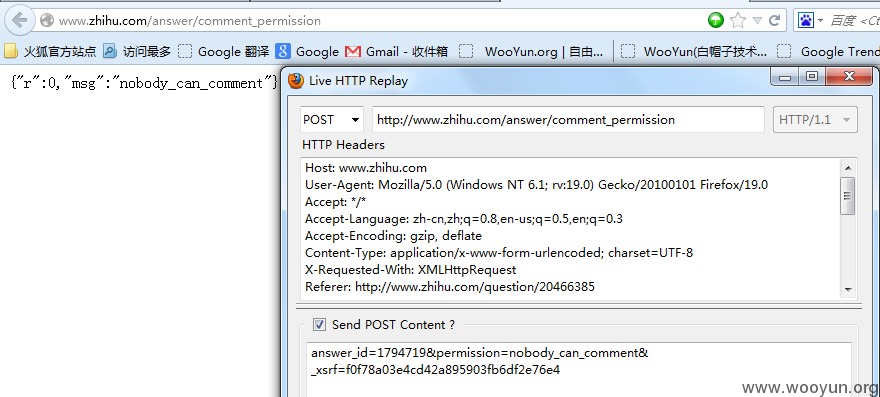 www.zhihu.com/answer/comment_permission
百度 <Ct
火狐官方站点 访问最多 Google 翻译 Google Gmail - 收件箱 WooYun.org | 自由... WooYun(白帽子技术... Google Trend
{"r":0,"msg":"nobody_can_comment"}
Live HTTP Replay
POST http://www.zhihu.com/answer/comment_permission HTTP/1.1
HTTP Headers
Host: www.zhihu.com
User-Agent: Mozilla/5.0 (Windows NT 6.1; rv:19.0) Gecko/20100101 Firefox/19.0
Accept: */*
Accept-Language: zh-cn,zh;q=0.8,en-us;q=0.5,en;q=0.3
Accept-Encoding: gzip, deflate
Content-Type: application/x-www-form-urlencoded; charset=UTF-8
X-Requested-With: XMLHttpRequest
Referer: http://www.zhihu.com/question/20466385
Send POST Content ?
answer_id=1794719&permission=nobody_can_comment&
_xsrf=f0f78a03e4cd42a895903fb6df2e76e4
www.wooyun.org